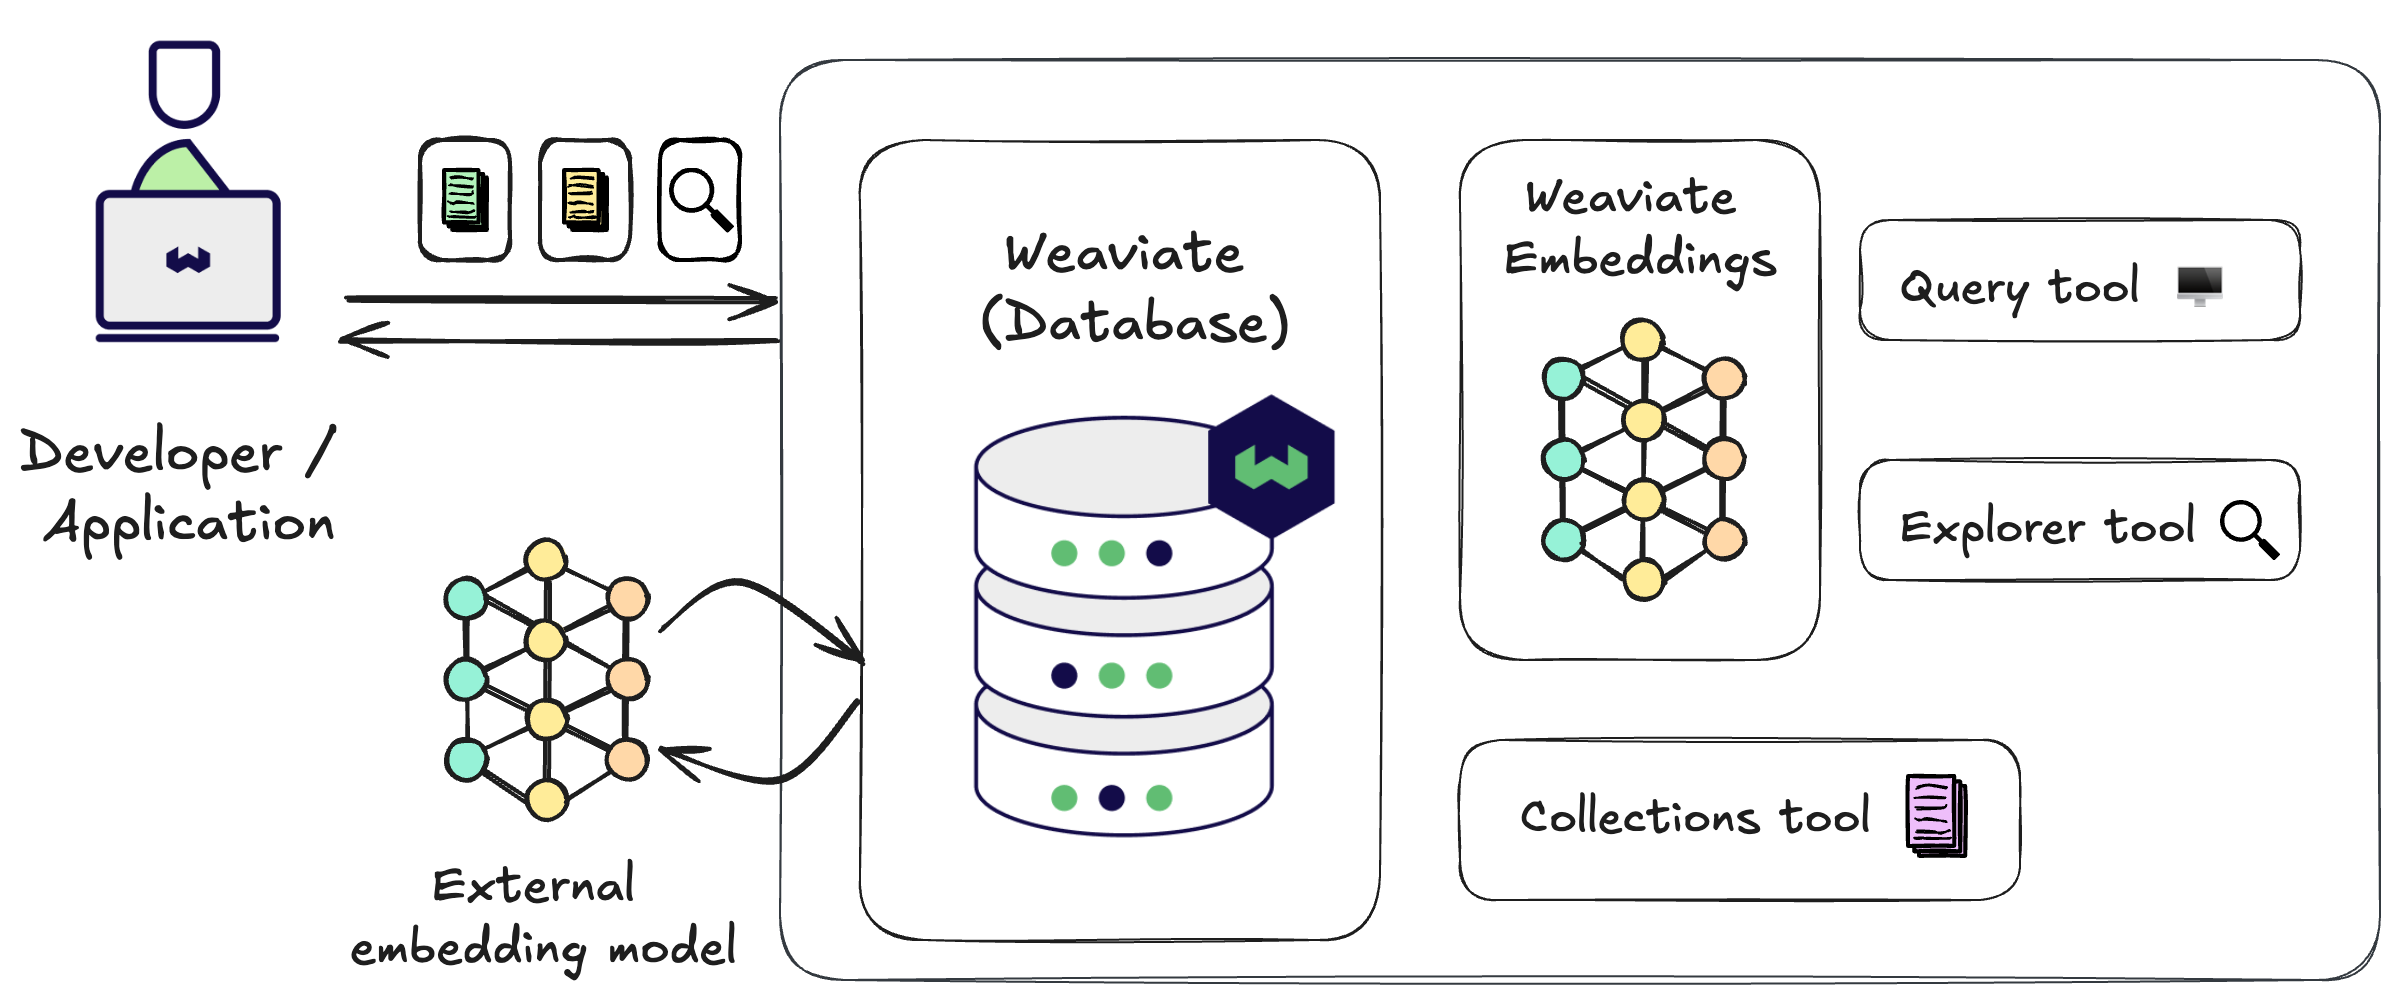 Developer /
Application
External
embedding model
Weaviate
(Database)
Weaviate
Embeddings
Query tool
Explorer tool
Collections tool